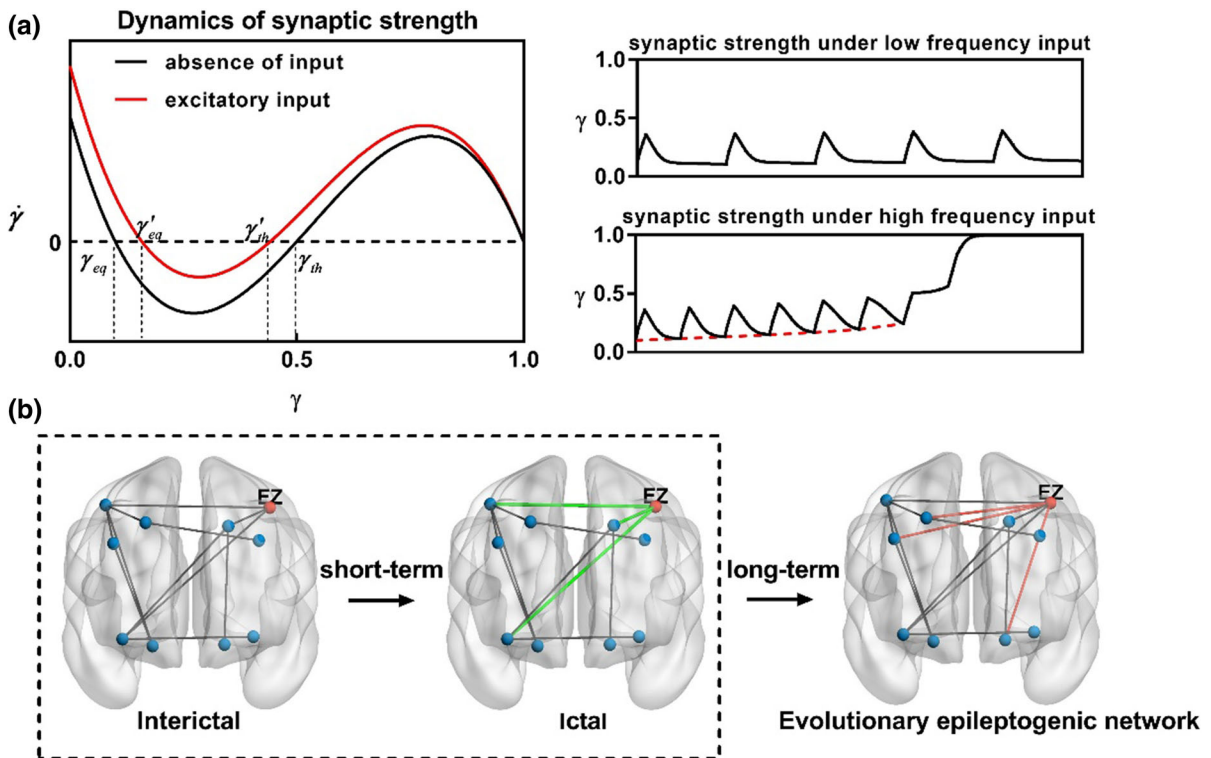 (a)
Dynamics of synaptic strength
absence of input
excitatory input
γ̇
0
γeq
γ'eq
γ'th
γth
0.0
0.5
1.0
γ
synaptic strength under low frequency input
1.0
γ
0.0
synaptic strength under high frequency input
1.0
γ 0.5
0.0
(b)
EZ
Interictal
short-term
EZ
Ictal
long-term
EZ
Evolutionary epileptogenic network